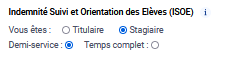 Indemnité Suivi et Orientation des Elèves (ISOE) i
Vous êtes : Titulaire Stagiaire
Demi-service : Temps complet :